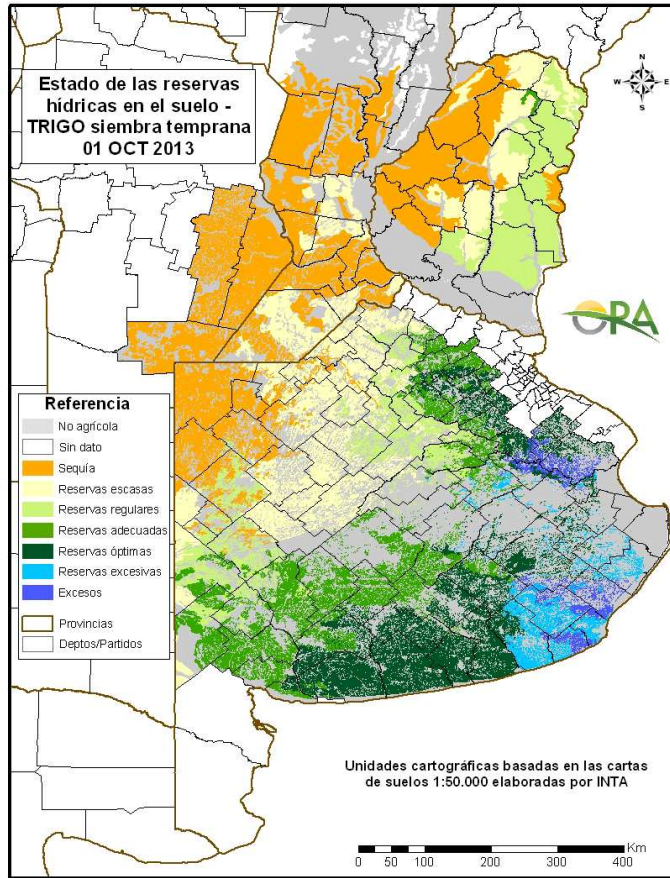 Estado de las reservas
hídricas en el suelo -
TRIGO siembra temprana
01 OCT 2013
N
W E
S
ORA
Referencia
No agrícola
Sin dato
Sequía
Reservas escasas
Reservas regulares
Reservas adecuadas
Reservas óptimas
Reservas excesivas
Excesos
Provincias
Deptos/Partidos
Unidades cartográficas basadas en las cartas
de suelos 1:50.000 elaboradas por INTA
Km
0 25 50 100 200 300 400